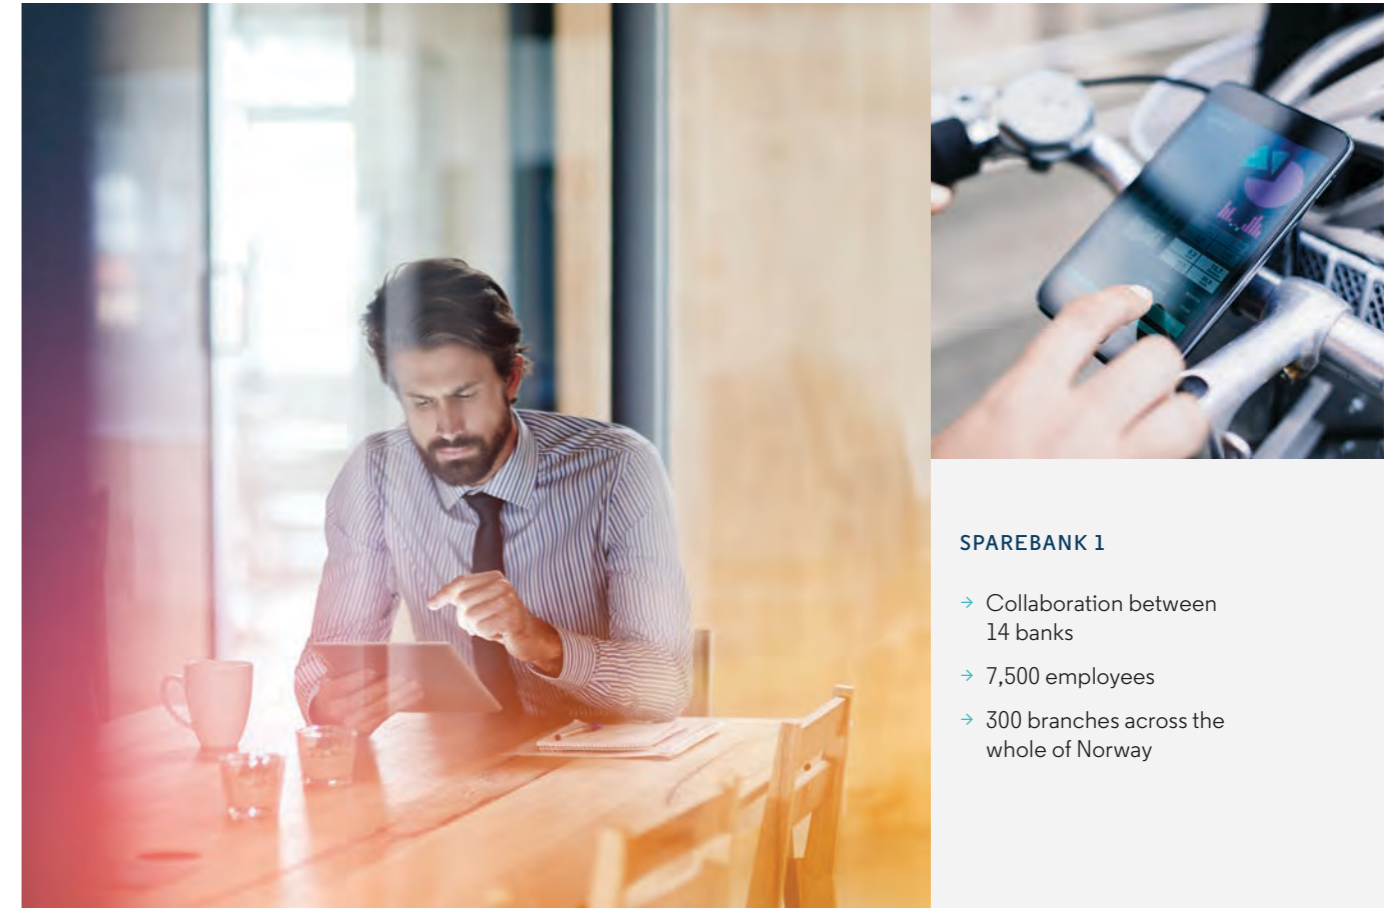 SPAREBANK 1
→ Collaboration between
14 banks
→ 7,500 employees
→ 300 branches across the
whole of Norway